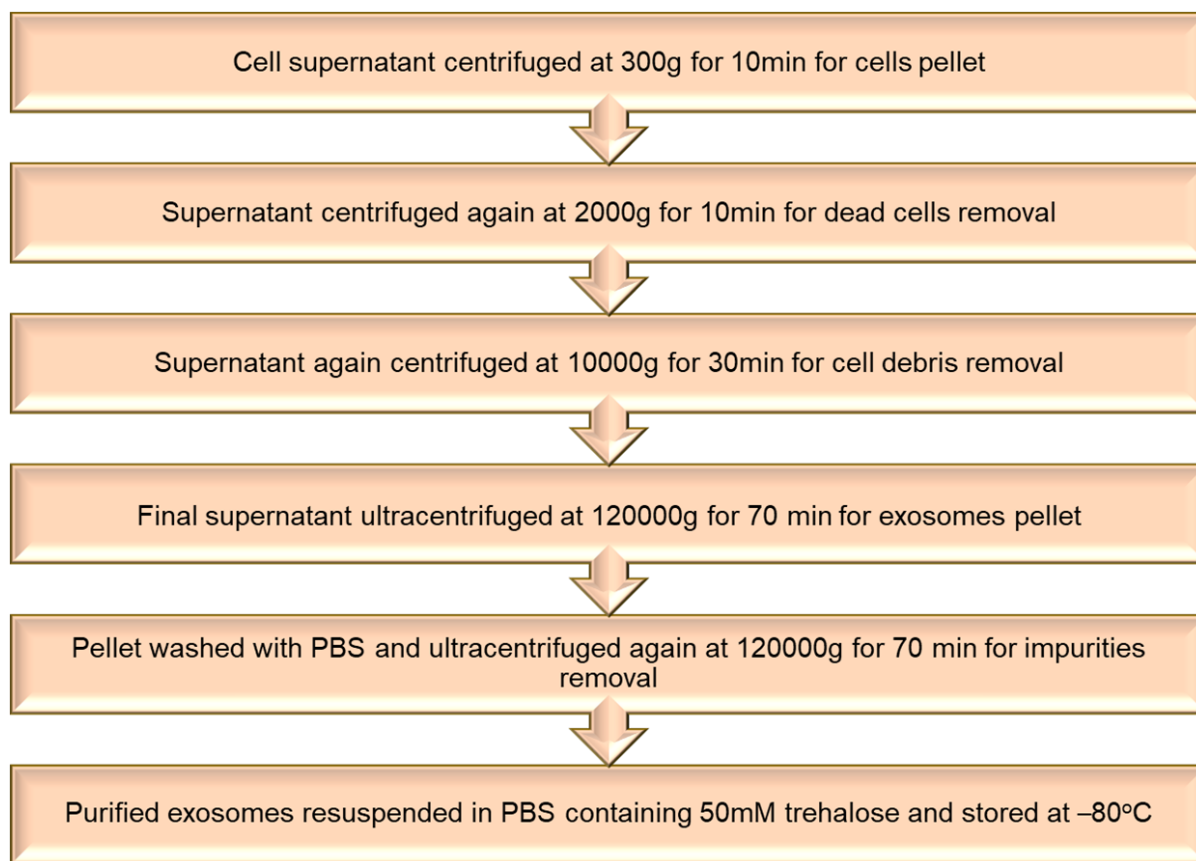 Cell supernatant centrifuged at 300g for 10min for cells pellet
Supernatant centrifuged again at 2000g for 10min for dead cells removal
Supernatant again centrifuged at 10000g for 30min for cell debris removal
Final supernatant ultracentrifuged at 120000g for 70 min for exosomes pellet
Pellet washed with PBS and ultracentrifuged again at 120000g for 70 min for impurities
removal
Purified exosomes resuspended in PBS containing 50mM trehalose and stored at –80°C